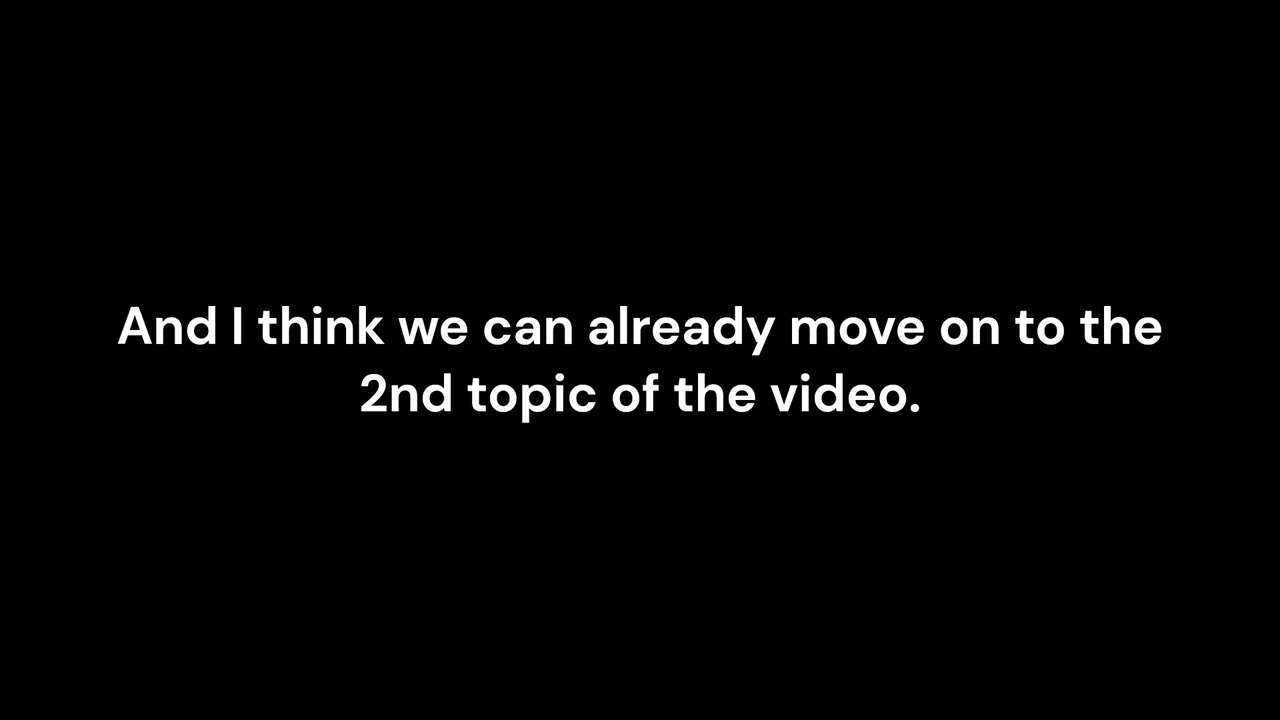 And I think we can already move on to the
2nd topic of the video.